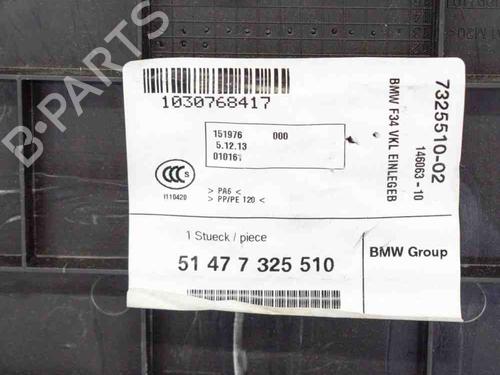 1030768417
151976 000
5.12.13
010161
CCC S
I110420
> PA6 <
> PP/PE 120 <
1 Stueck / piece
51 47 7 325 510
BMW Group
7325510-02
146063 - 10
BMW F34 VKL EINLEGEB
B-PARTS